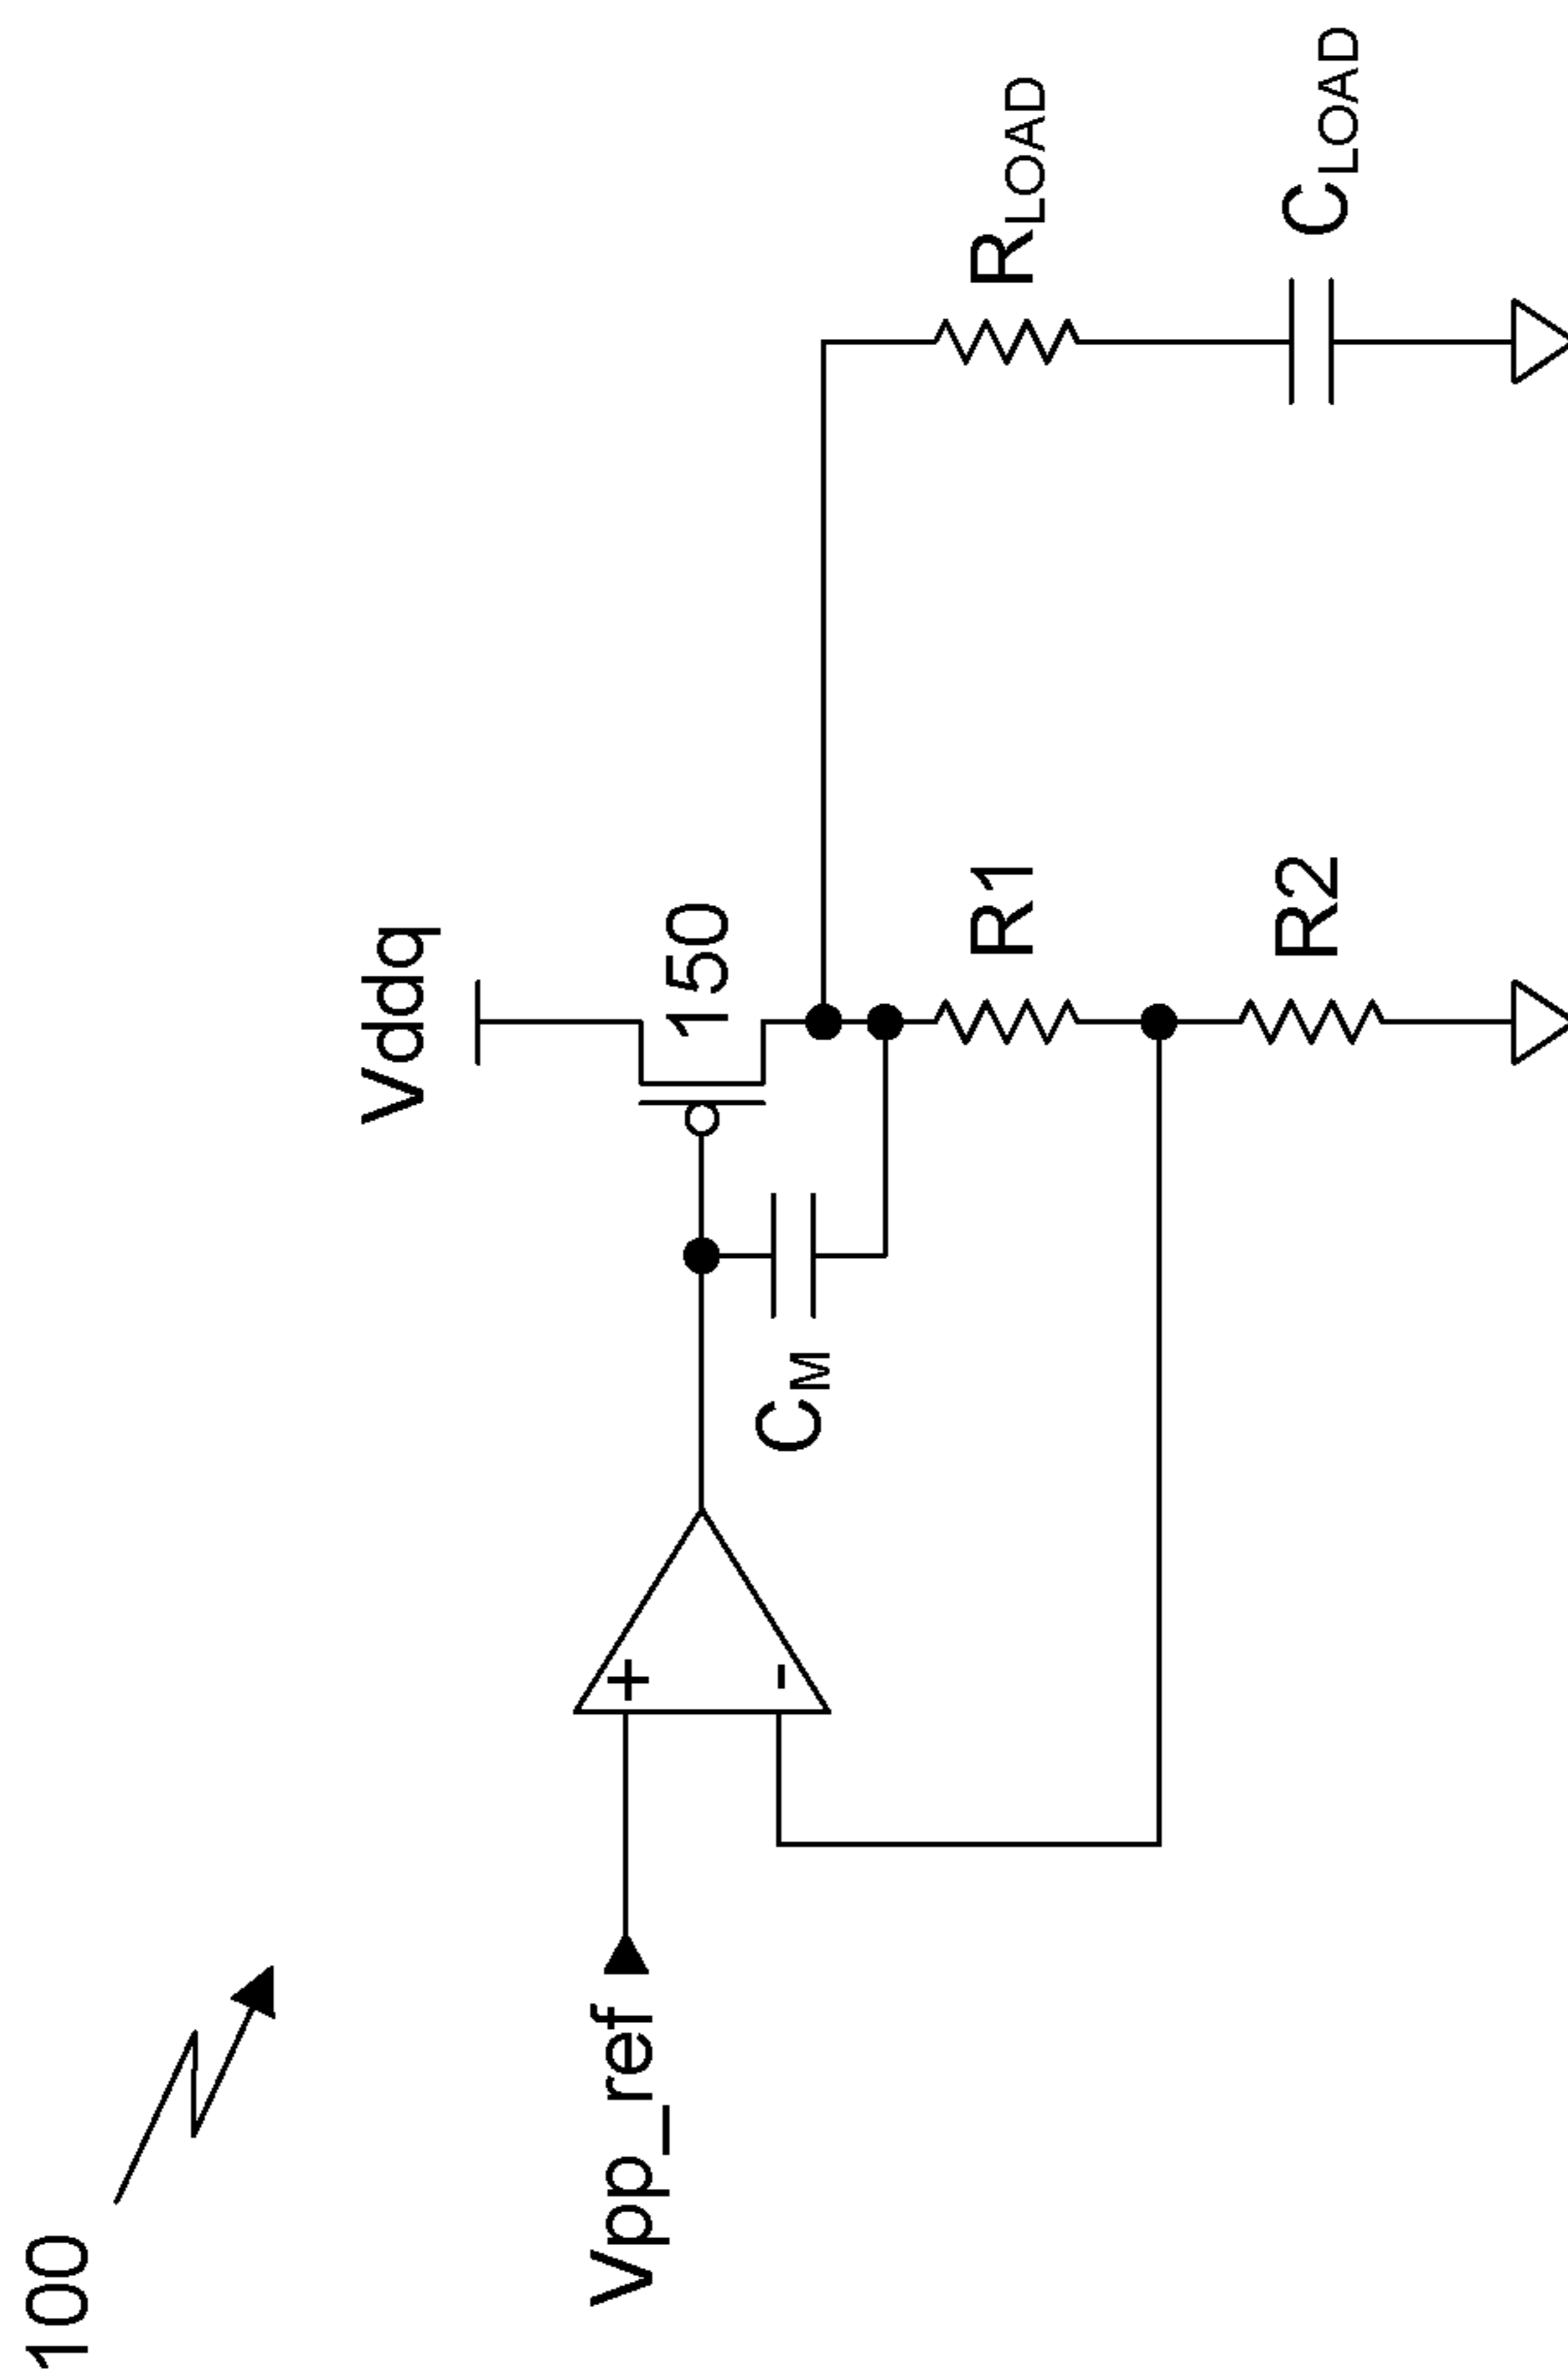 100
Vddq
150
Vpp_ref
+
-
CM
R1
R2
RLOAD
CLOAD